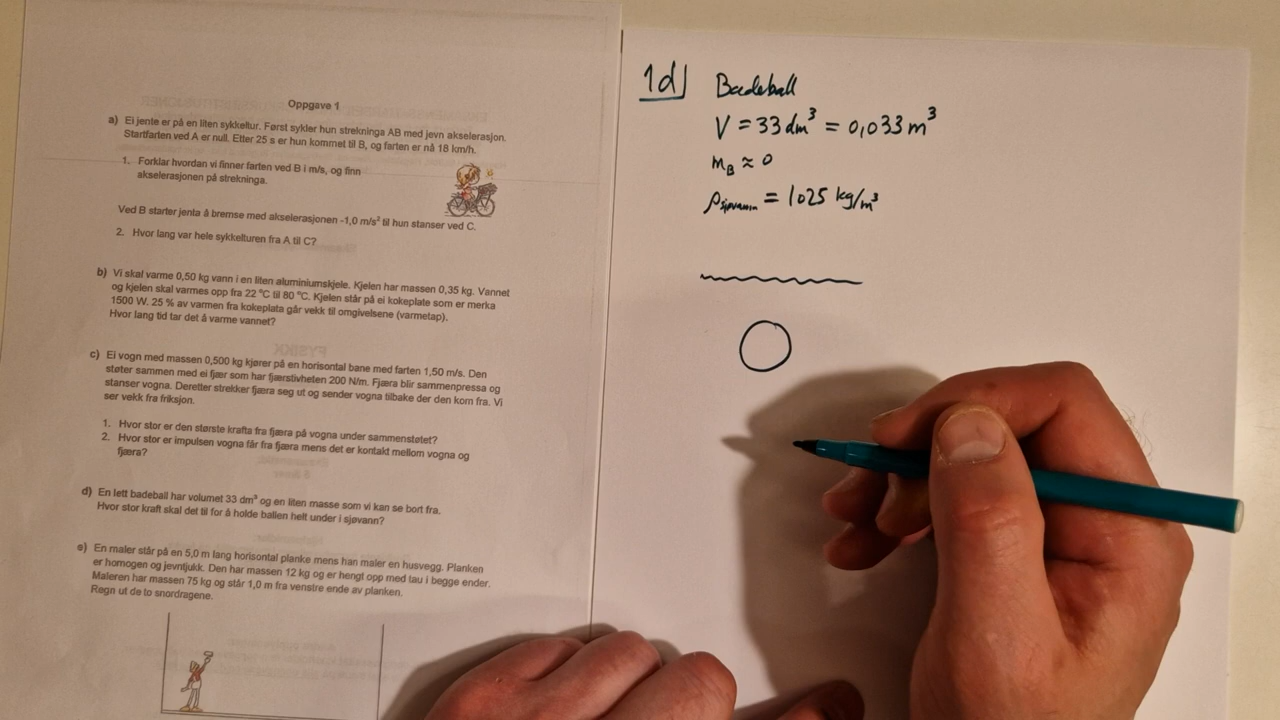 Oppgave 1
a) Ei jente er på en liten sykkeltur. Først sykler hun strekninga AB med jevn akselerasjon.
Startfarten ved A er null. Etter 25 s er hun kommet til B, og farten er nå 18 km/h.
1. Forklar hvordan vi finner farten ved B i m/s, og finn
akselerasjonen på strekninga.
Ved B starter jenta å bremse med akselerasjonen -1,0 m/s² til hun stanser ved C.
2. Hvor lang var hele sykkelturen fra A til C?
b) Vi skal varme 0,50 kg vann i en liten aluminiumskjele. Kjelen har massen 0,35 kg. Vannet
og kjelen skal varmes opp fra 22 °C til 80 °C. Kjelen står på ei kokeplate som er merka
1500 W. 25 % av varmen fra kokeplata går vekk til omgivelsene (varmetap).
Hvor lang tid tar det å varme vannet?
c) Ei vogn med massen 0,500 kg kjører på en horisontal bane med farten 1,50 m/s. Den
støter sammen med ei fjær som har fjærstivheten 200 N/m. Fjæra blir sammenpressa og
stanser vogna. Deretter strekker fjæra seg ut og sender vogna tilbake der den kom fra. Vi
ser vekk fra friksjon.
1. Hvor stor er den største krafta fra fjæra på vogna under sammenstøtet?
2. Hvor stor er impulsen vogna får fra fjæra mens det er kontakt mellom vogna og
fjæra?
d) En lett badeball har volumet 33 dm³ og en liten masse som vi kan se bort fra.
Hvor stor kraft skal det til for å holde ballen helt under i sjøvann?
e) En maler står på en 5,0 m lang horisontal planke mens han maler en husvegg. Planken
er homogen og jevntjukk. Den har massen 12 kg og er hengt opp med tau i begge ender.
Maleren har massen 75 kg og står 1,0 m fra venstre ende av planken.
Regn ut de to snordragene.
1d) Badeball
V = 33 dm³ = 0,033 m³
m_B ≈ 0
ρ_sjøvann = 1025 kg/m³